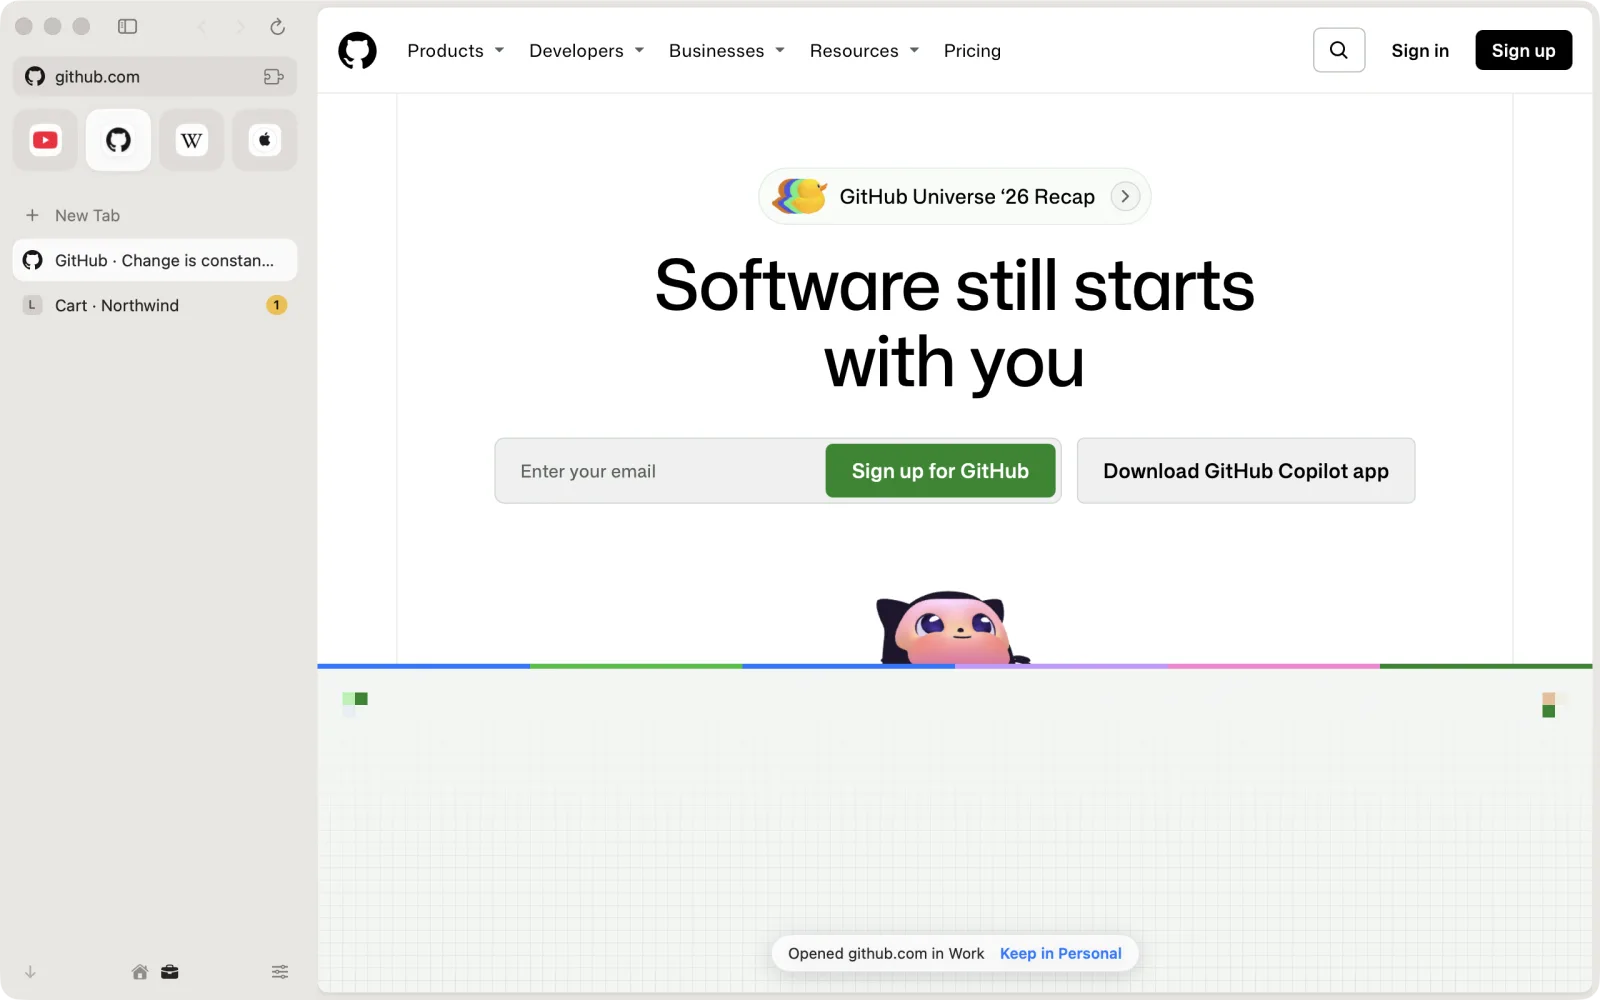 github.com
W
New Tab
GitHub · Change is constan...
L Cart · Northwind 1
Products Developers Businesses Resources Pricing
Sign in
Sign up
GitHub Universe ‘26 Recap
Software still starts
with you
Enter your email
Sign up for GitHub
Download GitHub Copilot app
Opened github.com in Work Keep in Personal